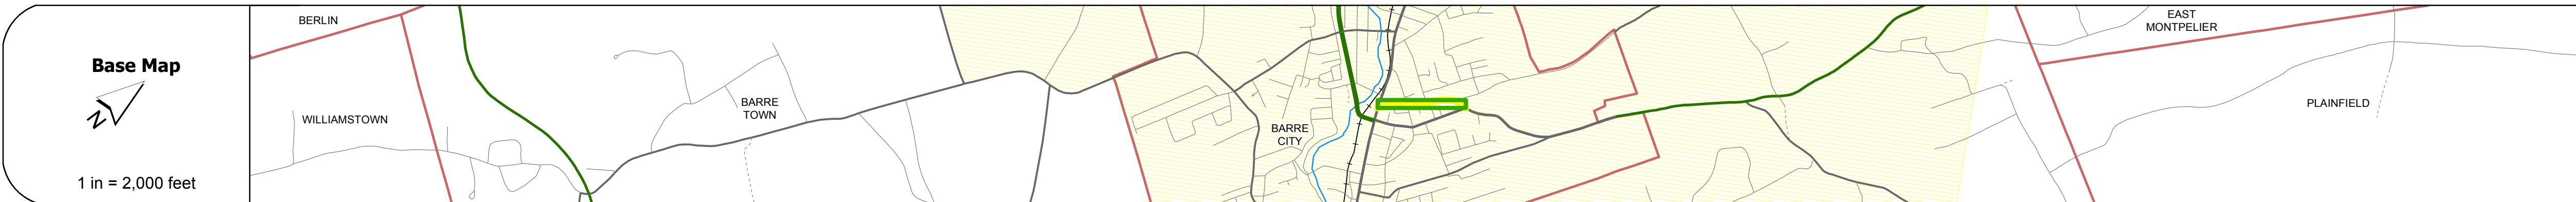 Base Map
N
1 in = 2,000 feet
BERLIN
WILLIAMSTOWN
BARRE
TOWN
BARRE
CITY
EAST
MONTPELIER
PLAINFIELD